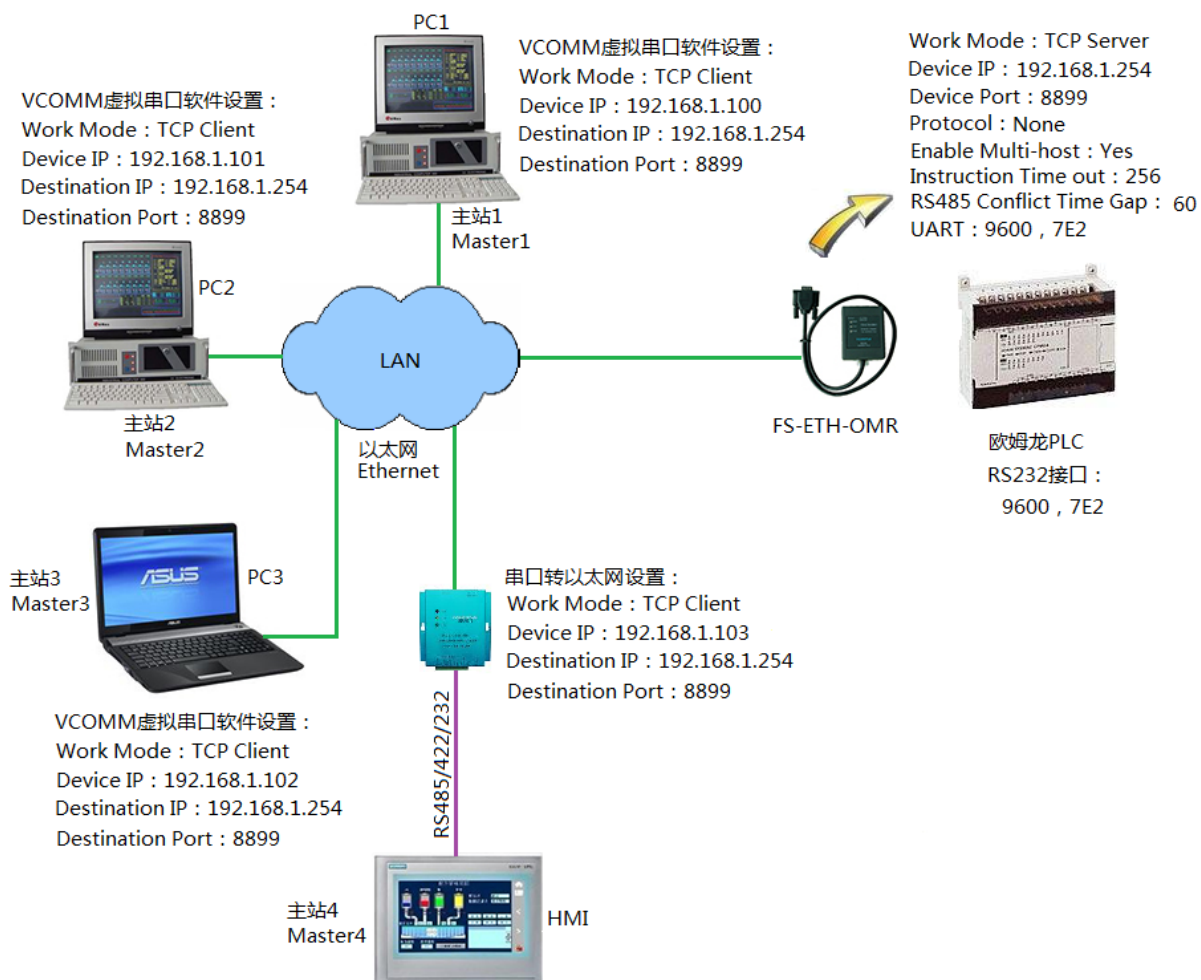 PC1
VCOMM虚拟串口软件设置：
Work Mode：TCP Client
Device IP：192.168.1.100
Destination IP：192.168.1.254
Destination Port：8899
主站1
Master1
Work Mode：TCP Server
Device IP：192.168.1.254
Device Port：8899
Protocol：None
Enable Multi-host：Yes
Instruction Time out：256
RS485 Conflict Time Gap：60
UART：9600，7E2
VCOMM虚拟串口软件设置：
Work Mode：TCP Client
Device IP：192.168.1.101
Destination IP：192.168.1.254
Destination Port：8899
PC2
主站2
Master2
LAN
以太网
Ethernet
FS-ETH-OMR
欧姆龙PLC
RS232接口：
9600，7E2
主站3
Master3
ASUS
PC3
VCOMM虚拟串口软件设置：
Work Mode：TCP Client
Device IP：192.168.1.102
Destination IP：192.168.1.254
Destination Port：8899
串口转以太网设置：
Work Mode：TCP Client
Device IP：192.168.1.103
Destination IP：192.168.1.254
Destination Port：8899
RS485/422/232
主站4
Master4
HMI